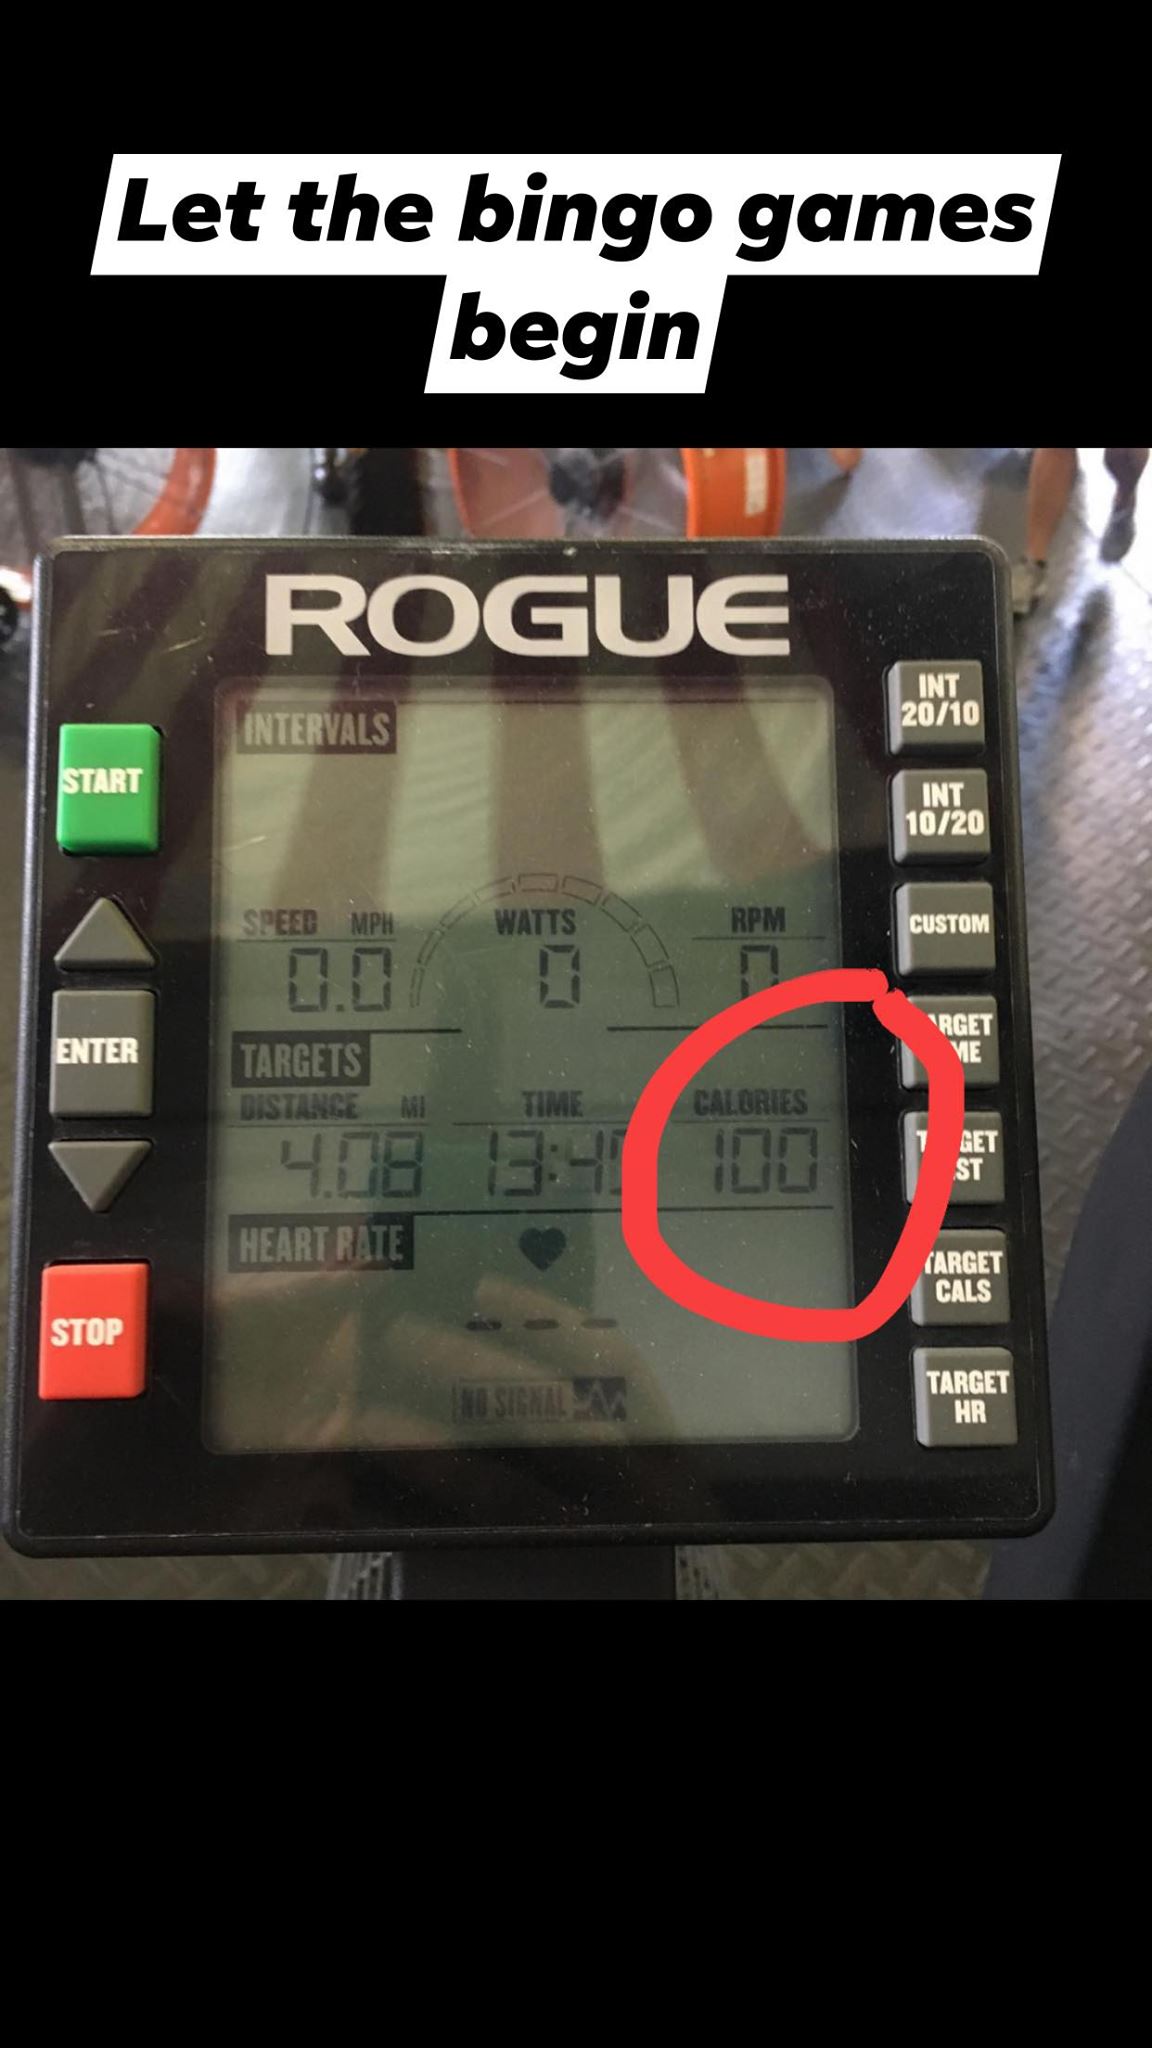 Let the bingo games
begin
ROGUE
INTERVALS
START
INT
20/10
INT
10/20
CUSTOM
SPEED MPH WATTS RPM
0.0 0 0
ENTER
TARGETS
DISTANCE MI TIME CALORIES
4.08 100
HEART RATE
STOP
TARGET
CALS
NO SIGNAL
TARGET
HR